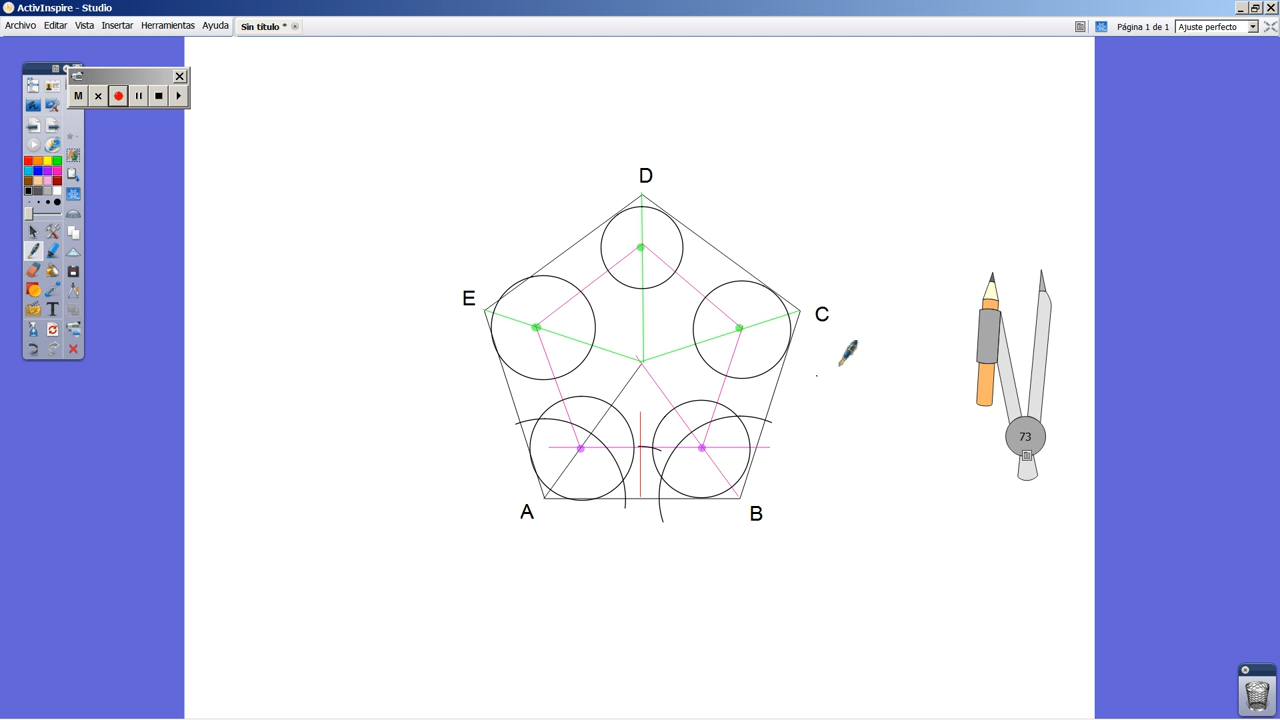 ActivInspire - Studio
Archivo Editar Vista Insertar Herramientas Ayuda Sin título * Página 1 de 1 Ajuste perfecto
M
T
D
E
C
73
A
B